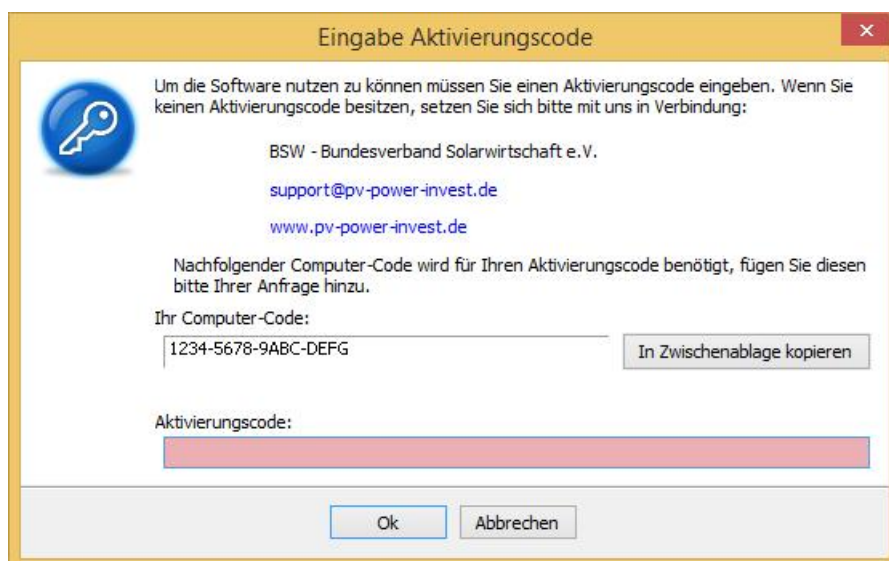 Eingabe Aktivierungscode
Um die Software nutzen zu können müssen Sie einen Aktivierungscode eingeben. Wenn Sie
keinen Aktivierungscode besitzen, setzen Sie sich bitte mit uns in Verbindung:
BSW - Bundesverband Solarwirtschaft e.V.
support@pv-power-invest.de
www.pv-power-invest.de
Nachfolgender Computer-Code wird für Ihren Aktivierungscode benötigt, fügen Sie diesen
bitte Ihrer Anfrage hinzu.
Ihr Computer-Code:
1234-5678-9ABC-DEFG
In Zwischenablage kopieren
Aktivierungscode:
Ok
Abbrechen